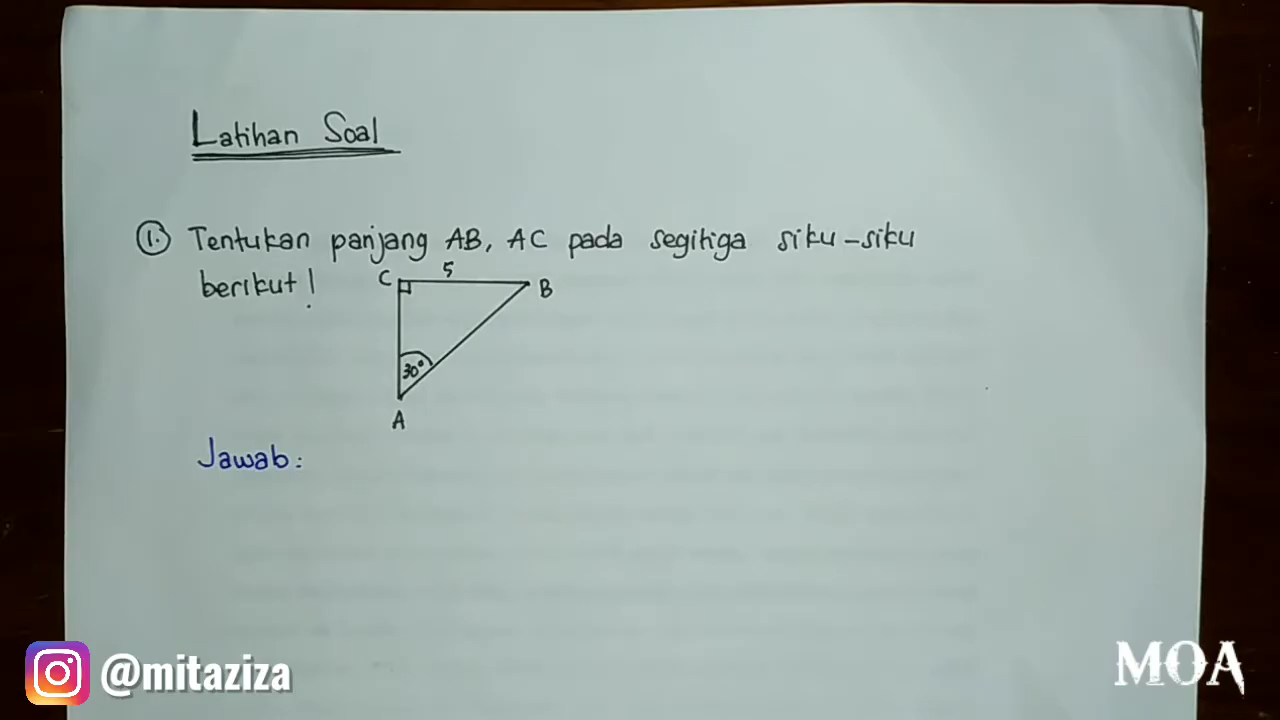 Latihan Soal
1. Tentukan panjang AB, AC pada segitiga siku-siku
berikut!
C
5
B
30°
A
Jawab:
@mitaziza
MOA